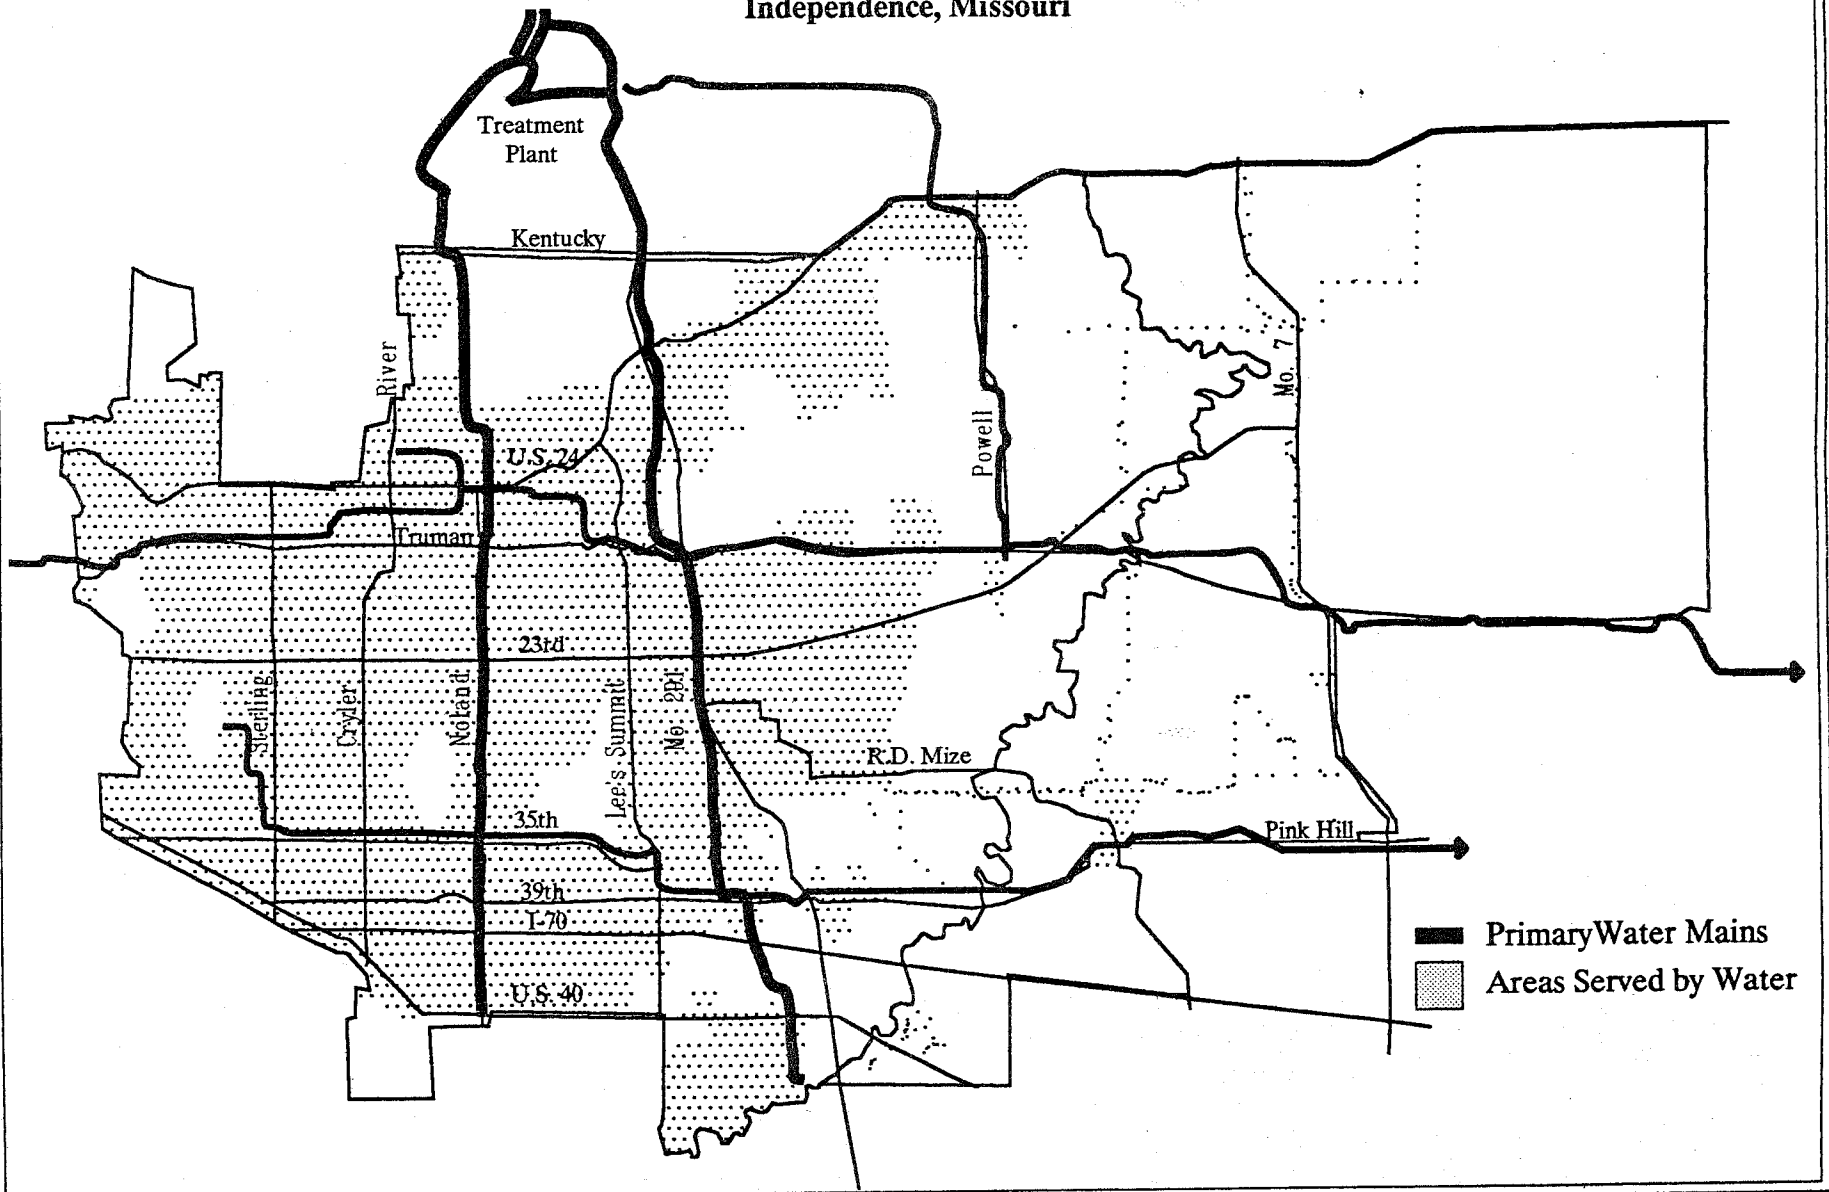 Independence, Missouri
Treatment
Plant
Kentucky
River
Mo. 7
Powell
U.S. 24
Truman
23rd
Sterling
Crysler
Noland
Lee's Summit
Mo 291
R.D. Mize
35th
Pink Hill
39th
I-70
U.S. 40
PrimaryWater Mains
Areas Served by Water